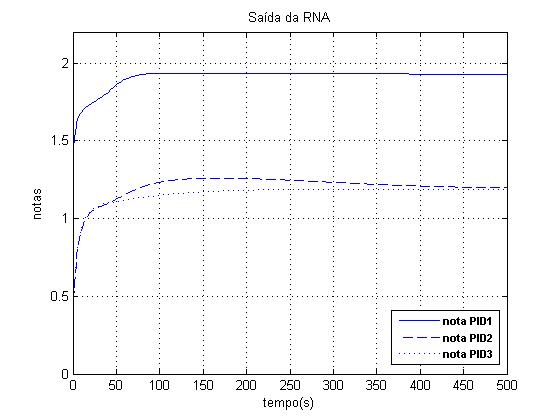 Saída da RNA
notas
2
1.5
1
0.5
0
nota PID1
nota PID2
nota PID3
0 50 100 150 200 250 300 350 400 450 500
tempo(s)